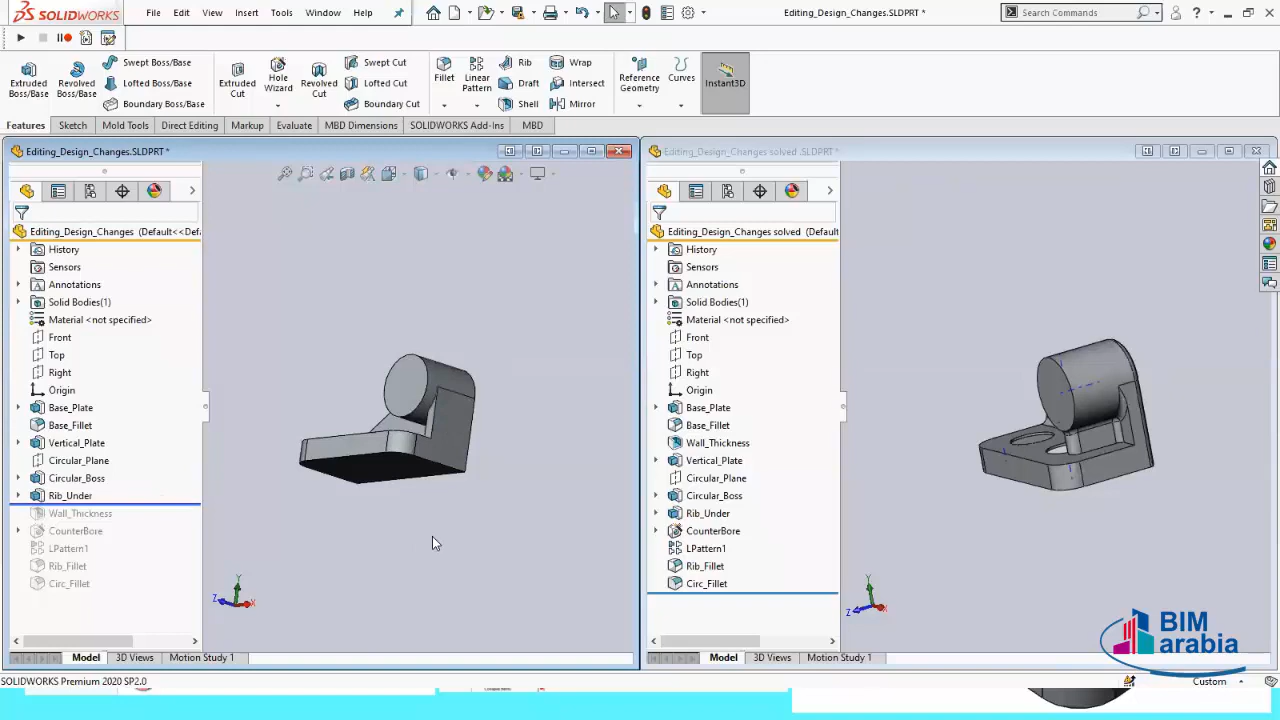 SOLIDWORKS File Edit View Insert Tools Window Help Editing_Design_Changes.SLDPRT * Search Commands ?
Extruded Boss/Base
Revolved Boss/Base
Swept Boss/Base
Lofted Boss/Base
Boundary Boss/Base
Extruded Cut
Hole Wizard
Revolved Cut
Swept Cut
Lofted Cut
Boundary Cut
Fillet
Linear Pattern
Rib
Draft
Shell
Wrap
Intersect
Mirror
Reference Geometry
Curves
Instant3D
Features Sketch Mold Tools Direct Editing Markup Evaluate MBD Dimensions SOLIDWORKS Add-Ins MBD
Editing_Design_Changes.SLDPRT *
Editing_Design_Changes (Default<<Def
History
Sensors
Annotations
Solid Bodies(1)
Material <not specified>
Front
Top
Right
Origin
Base_Plate
Base_Fillet
Vertical_Plate
Circular_Plane
Circular_Boss
Rib_Under
Wall_Thickness
CounterBore
LPattern1
Rib_Fillet
Circ_Fillet
Y
Z X
Model 3D Views Motion Study 1
Editing_Design_Changes solved .SLDPRT *
Editing_Design_Changes solved (Default
History
Sensors
Annotations
Solid Bodies(1)
Material <not specified>
Front
Top
Right
Origin
Base_Plate
Base_Fillet
Wall_Thickness
Vertical_Plate
Circular_Plane
Circular_Boss
Rib_Under
CounterBore
LPattern1
Rib_Fillet
Circ_Fillet
Y
Z X
Model 3D Views Motion Study 1
BIM
arabia
SOLIDWORKS Premium 2020 SP2.0 Custom